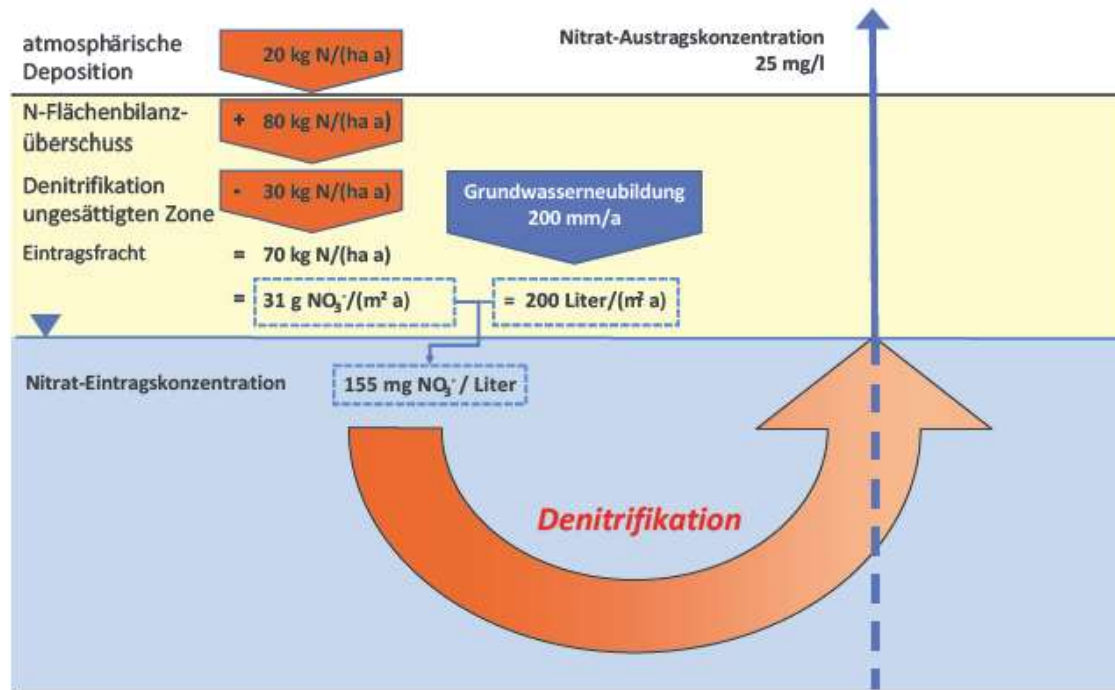 atmosphärische
Deposition
20 kg N/(ha a)
Nitrat-Austragskonzentration
25 mg/l
N-Flächenbilanz-
überschuss
+ 80 kg N/(ha a)
Denitrifikation
ungesättigten Zone
- 30 kg N/(ha a)
Grundwasserneubildung
200 mm/a
Eintragsfracht
= 70 kg N/(ha a)
= 31 g NO₃⁻/(m² a)
= 200 Liter/(m² a)
Nitrat-Eintragskonzentration
155 mg NO₃⁻/ Liter
Denitrifikation